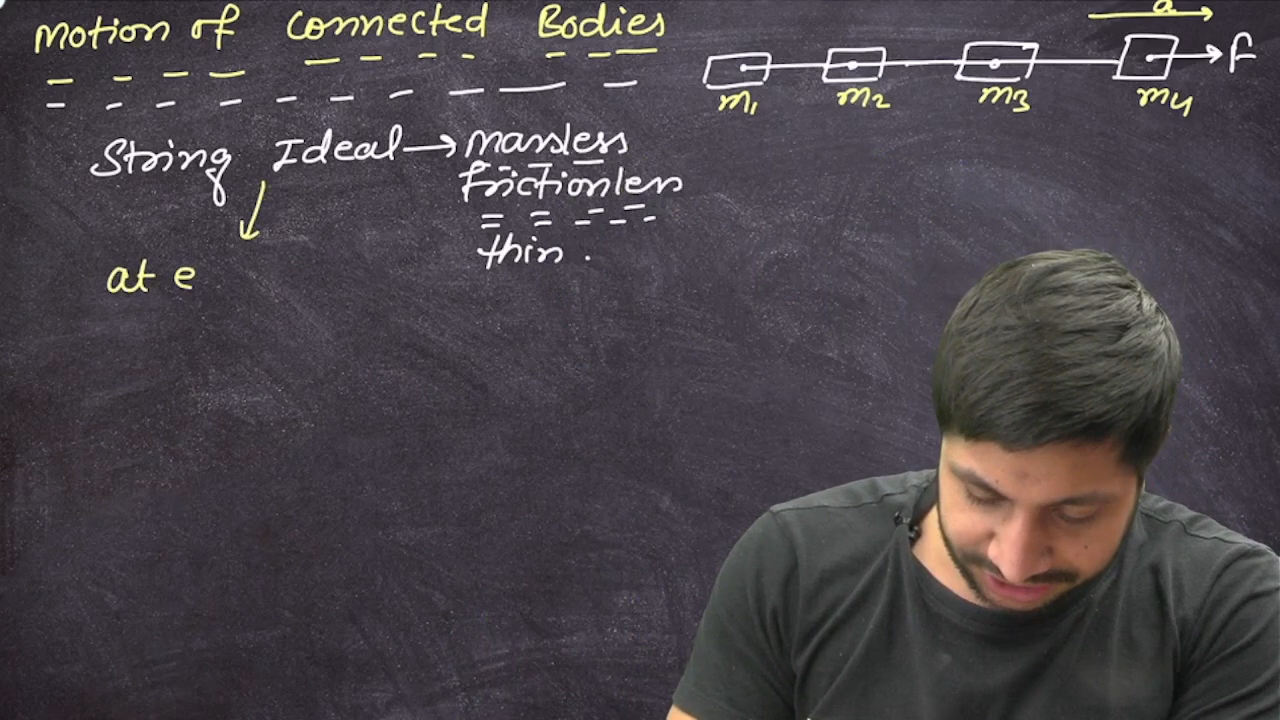 Motion of Connected Bodies
a
F
m1 m2 m3 m4
String Ideal → massless
frictionless
thin .
at e